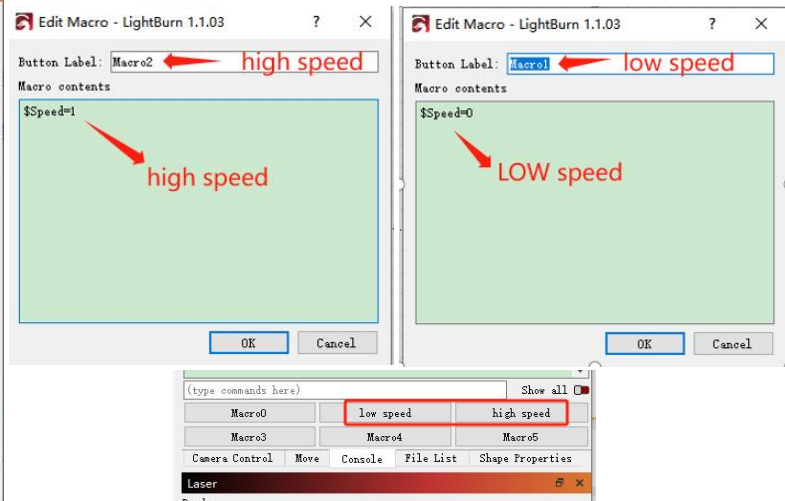 Edit Macro - LightBurn 1.1.03 ? ×
Button Label: Macro2 high speed
Macro contents
$Speed=1
high speed
OK Cancel
Edit Macro - LightBurn 1.1.03 ? ×
Button Label: Macro1 low speed
Macro contents
$Speed=0
LOW speed
OK Cancel
(type commands here) Show all
Macro0 low speed high speed
Macro3 Macro4 Macro5
Camera Control Move Console File List Shape Properties
Laser